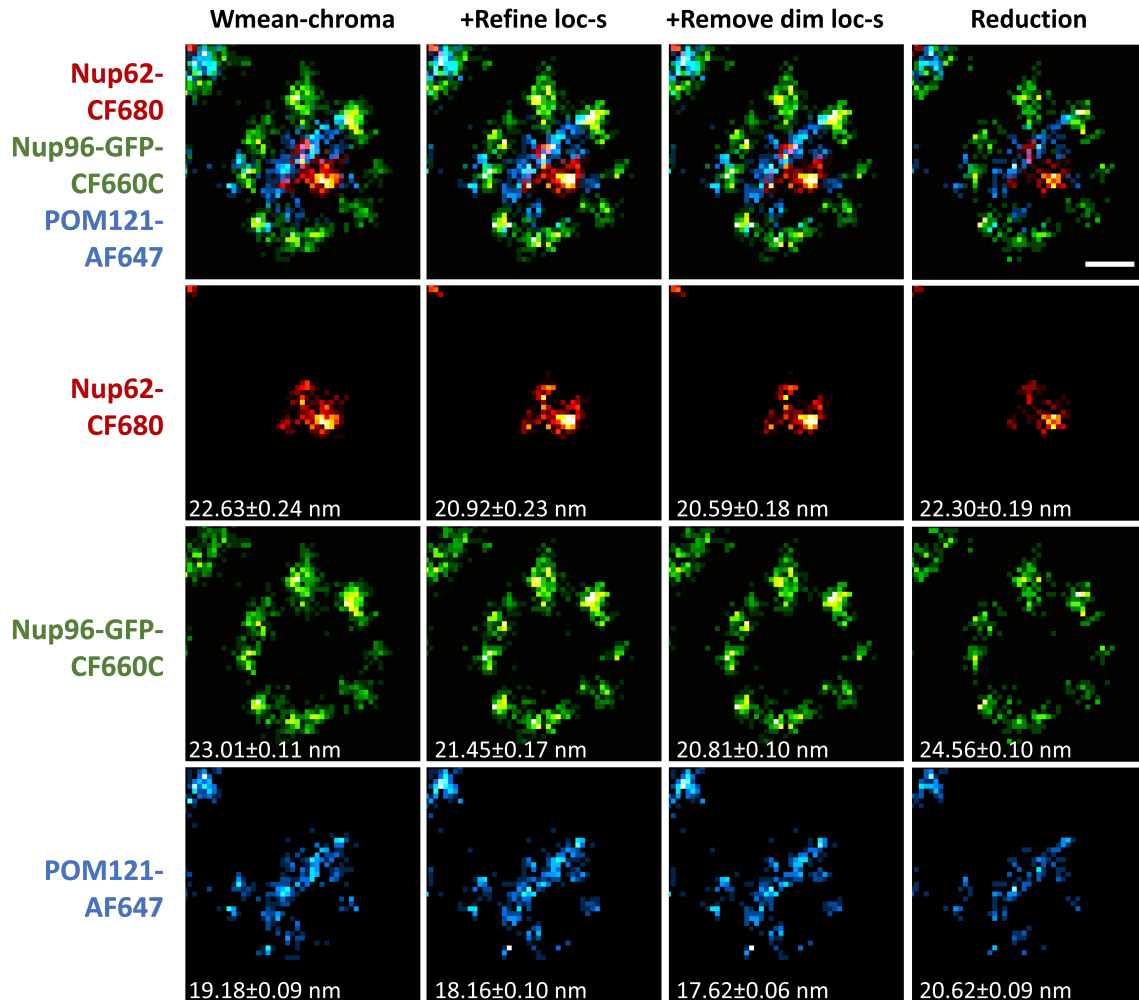 Wmean-chroma +Refine loc-s +Remove dim loc-s Reduction
Nup62-
CF680
Nup96-GFP-
CF660C
POM121-
AF647
Nup62-
CF680
22.63±0.24 nm 20.92±0.23 nm 20.59±0.18 nm 22.30±0.19 nm
Nup96-GFP-
CF660C
23.01±0.11 nm 21.45±0.17 nm 20.81±0.10 nm 24.56±0.10 nm
POM121-
AF647
19.18±0.09 nm 18.16±0.10 nm 17.62±0.06 nm 20.62±0.09 nm